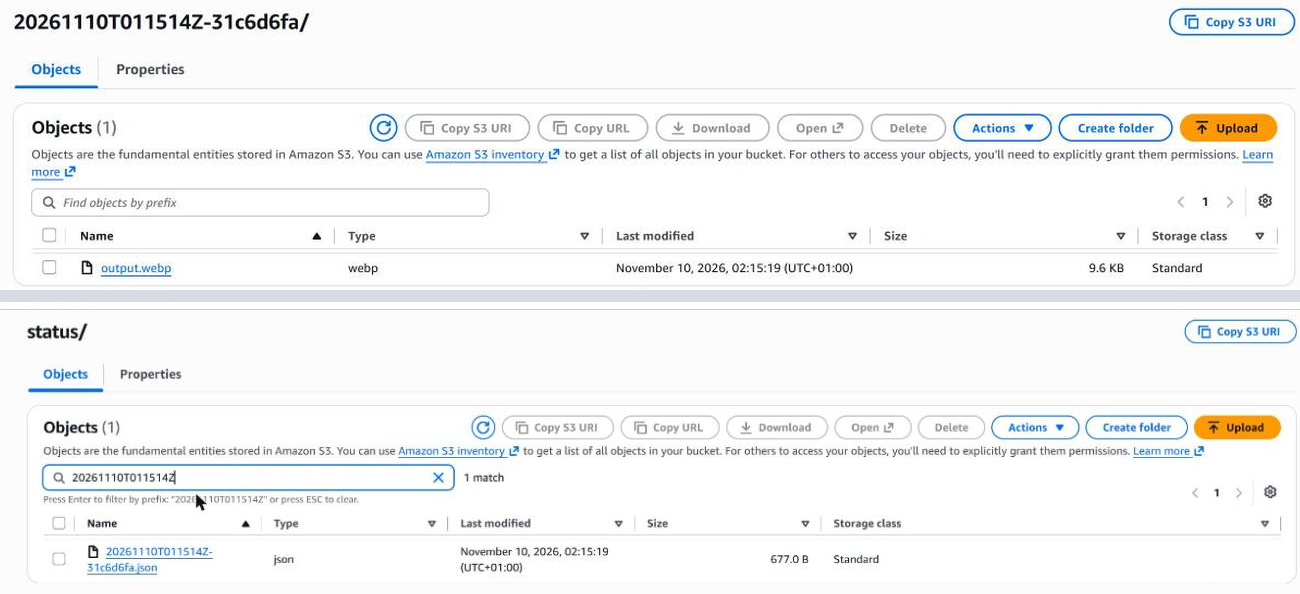 20261110T011514Z-31c6d6fa/ Copy S3 URI
Objects Properties
Objects (1) Copy S3 URI Copy URL Download Open Delete Actions Create folder Upload
Objects are the fundamental entities stored in Amazon S3. You can use Amazon S3 inventory to get a list of all objects in your bucket. For others to access your objects, you'll need to explicitly grant them permissions. Learn
more
Find objects by prefix 1
Name Type Last modified Size Storage class
output.webp webp November 10, 2026, 02:15:19 (UTC+01:00) 9.6 KB Standard
status/ Copy S3 URI
Objects Properties
Objects (1) Copy S3 URI Copy URL Download Open Delete Actions Create folder Upload
Objects are the fundamental entities stored in Amazon S3. You can use Amazon S3 inventory to get a list of all objects in your bucket. For others to access your objects, you'll need to explicitly grant them permissions. Learn more
20261110T011514Z 1 match
Press Enter to filter by prefix: "20261110T011514Z" or press ESC to clear. 1
Name Type Last modified Size Storage class
20261110T011514Z- json November 10, 2026, 02:15:19 677.0 B Standard
31c6d6fa.json (UTC+01:00)